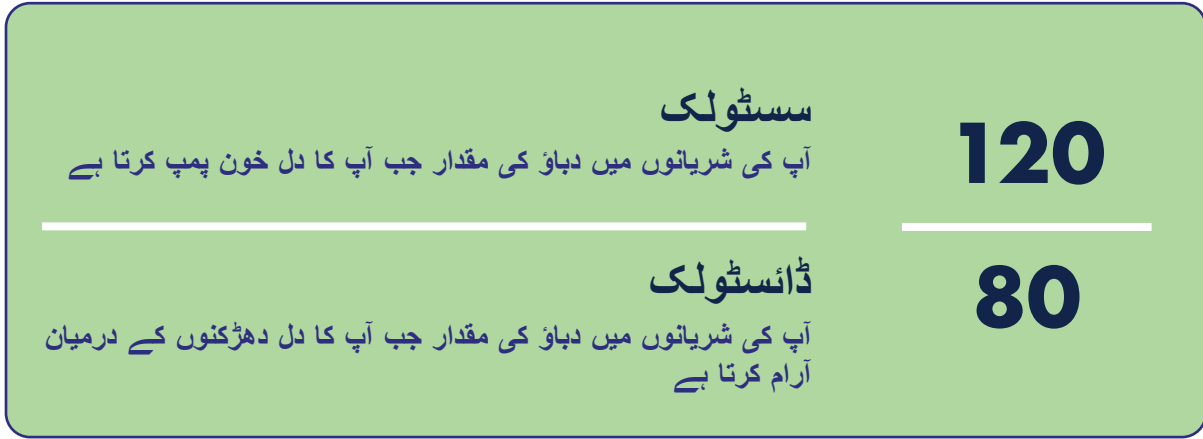 120
سسٹولک
آپ کی شریانوں میں دباؤ کی مقدار جب آپ کا دل خون پمپ کرتا ہے
80
ڈائسٹولک
آپ کی شریانوں میں دباؤ کی مقدار جب آپ کا دل دھڑکنوں کے درمیان
آرام کرتا ہے